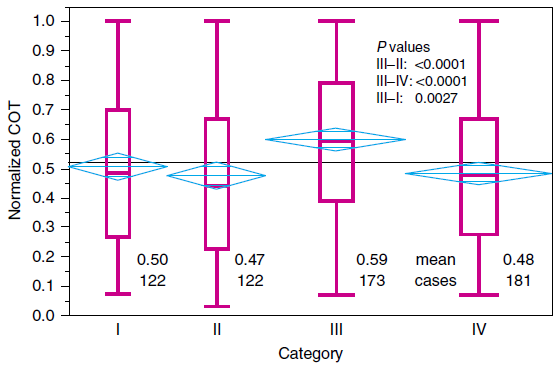 Normalized COT
1.0
0.9
0.8
0.7
0.6
0.5
0.4
0.3
0.2
0.1
0.0
P values
III–II: <0.0001
III–IV: <0.0001
III–I: 0.0027
0.50 0.47 0.59 mean 0.48
122 122 173 cases 181
I II III IV
Category